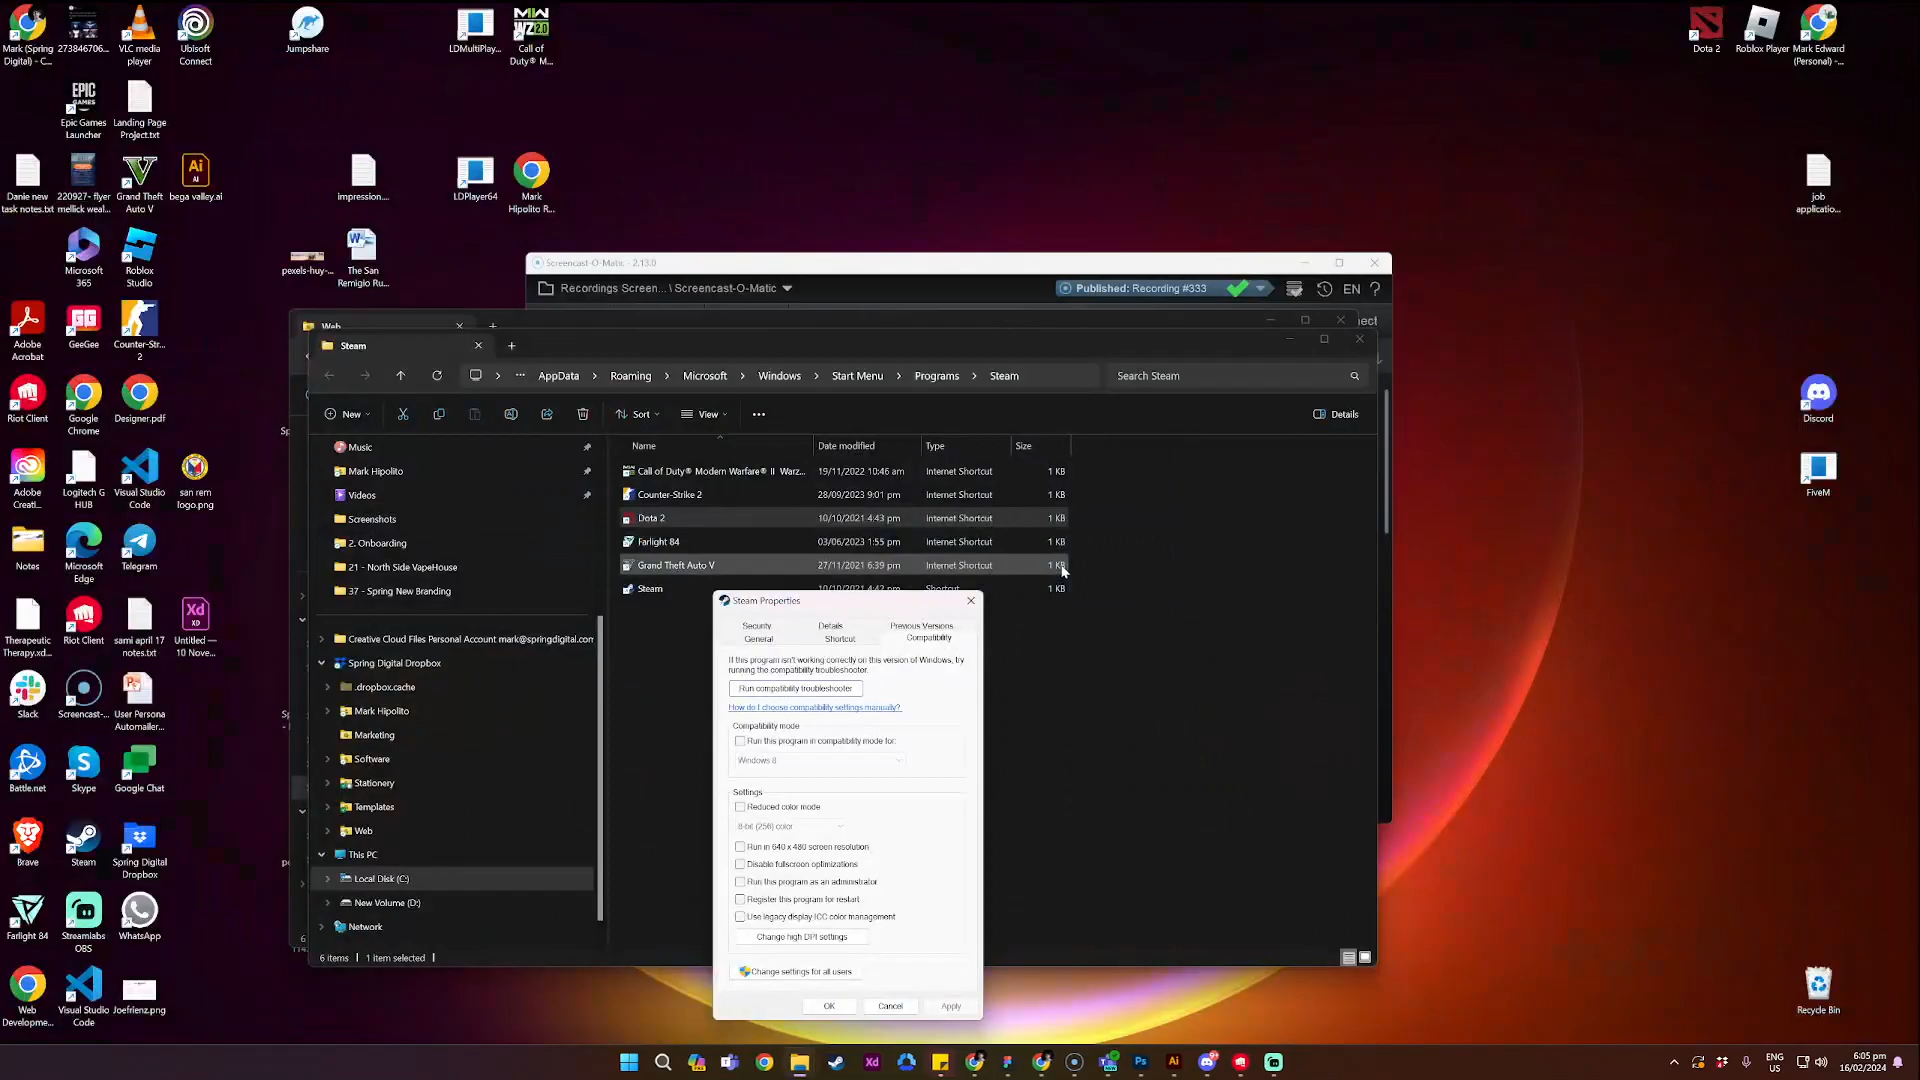 Mark (Spring
Digital) - C...
273846706...
VLC media
player
Ubisoft
Connect
Jumpshare
LDMultiPlay...
Call of
Duty® M...
Dota 2
Roblox Player
Mark Edward
(Personal) -...
Epic Games
Launcher
Landing Page
Project.txt
Danie new
task notes.txt
220927- flyer
mellick weal...
Grand Theft
Auto V
bega valley.ai
impression....
LDPlayer64
Mark
Hipolito R...
job
applicatio...
Microsoft
365
Roblox
Studio
pexels-huy-...
The San
Remigio Ru...
Adobe
Acrobat
GeeGee
Counter-Str...
2
Riot Client
Google
Chrome
Designer.pdf
Discord
Adobe
Creati...
Logitech G
HUB
Visual Studio
Code
san rem
logo.png
FiveM
Notes
Microsoft
Edge
Telegram
Therapeutic
Therapy.xd...
Riot Client
sami april 17
notes.txt
Untitled —
10 Nove...
Slack
Screencast-...
User Persona
Automailer...
Battle.net
Skype
Google Chat
Brave
Steam
Spring Digital
Dropbox
Farlight 84
Streamlabs
OBS
WhatsApp
Web
Developme...
Visual Studio
Code
Joefrienz.png
Recycle Bin
Screencast-O-Matic - 2.13.0
Recordings Screen... \ Screencast-O-Matic
Published: Recording #333
EN
?
Web
Steam
AppData > Roaming > Microsoft > Windows > Start Menu > Programs > Steam
Search Steam
New
Sort
View
Details
Name
Date modified
Type
Size
Call of Duty® Modern Warfare® II Warz... 19/11/2022 10:46 am Internet Shortcut 1 KB
Counter-Strike 2 28/09/2023 9:01 pm Internet Shortcut 1 KB
Dota 2 10/10/2021 4:43 pm Internet Shortcut 1 KB
Farlight 84 03/06/2023 1:55 pm Internet Shortcut 1 KB
Grand Theft Auto V 27/11/2021 6:39 pm Internet Shortcut 1 KB
Steam 10/10/2021 4:42 pm Shortcut 1 KB
Music
Mark Hipolito
Videos
Screenshots
2. Onboarding
21 - North Side VapeHouse
37 - Spring New Branding
Creative Cloud Files Personal Account mark@springdigital.com
Spring Digital Dropbox
.dropbox.cache
Mark Hipolito
Marketing
Software
Stationery
Templates
Web
This PC
Local Disk (C:)
New Volume (D:)
Network
6 items
1 item selected
Steam Properties
Security
Details
Previous Versions
General
Shortcut
Compatibility
If this program isn't working correctly on this version of Windows, try
running the compatibility troubleshooter.
Run compatibility troubleshooter
How do I choose compatibility settings manually?
Compatibility mode
Run this program in compatibility mode for:
Windows 8
Settings
Reduced color mode
8-bit (256) color
Run in 640 x 480 screen resolution
Disable fullscreen optimizations
Run this program as an administrator
Register this program for restart
Use legacy display ICC color management
Change high DPI settings
Change settings for all users
OK
Cancel
Apply
ENG
US
6:05 pm
16/02/2024